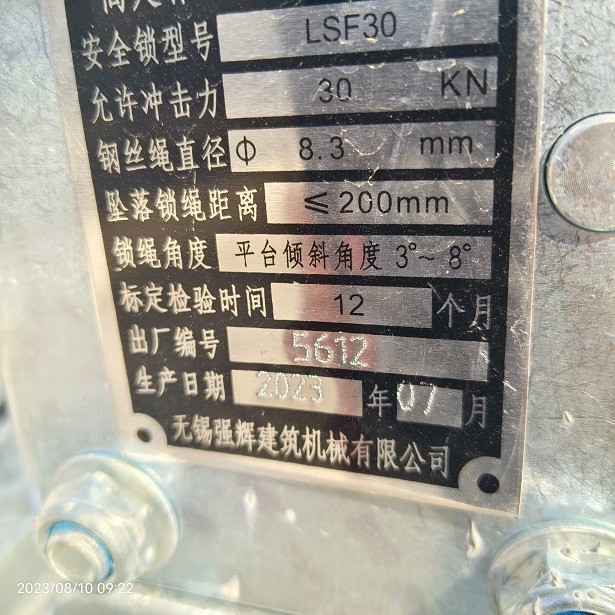 安全锁型号 LSF30
允许冲击力 30 KN
钢丝绳直径 Φ 8.3 mm
坠落锁绳距离 ≤200mm
锁绳角度 平台倾斜角度 3°~8°
标定检验时间 12 个月
出厂编号 5612
生产日期 2023 年 07 月
无锡强辉建筑机械有限公司
2023/08/10 09:22